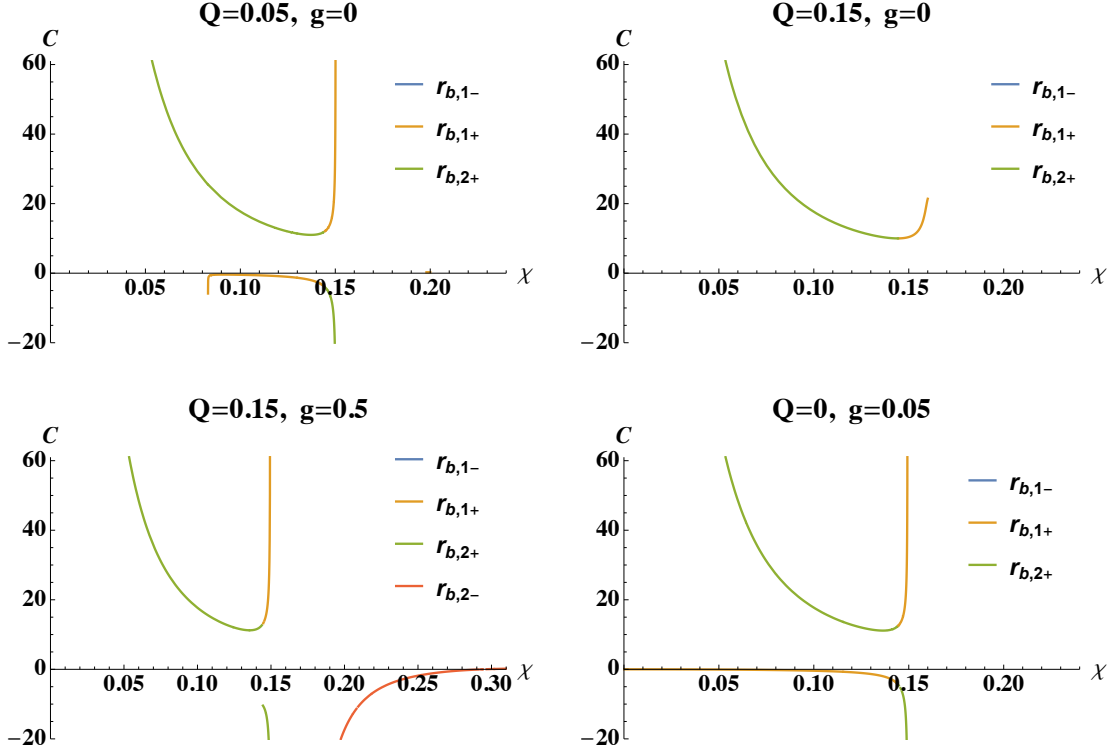 Q=0.05, g=0
C
60
40
20
0
−20
0.05
0.10
0.15
0.20
χ
r_{b,1−}
r_{b,1+}
r_{b,2+}
Q=0.15, g=0
C
60
40
20
0
−20
0.05
0.10
0.15
0.20
χ
r_{b,1−}
r_{b,1+}
r_{b,2+}
Q=0.15, g=0.5
C
60
40
20
0
−20
0.05
0.10
0.15
0.20
0.25
0.30
χ
r_{b,1−}
r_{b,1+}
r_{b,2+}
r_{b,2−}
Q=0, g=0.05
C
60
40
20
0
−20
0.05
0.10
0.15
0.20
χ
r_{b,1−}
r_{b,1+}
r_{b,2+}